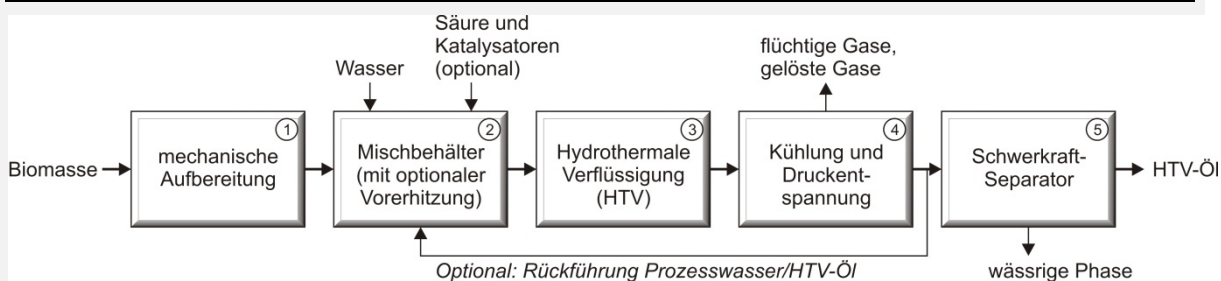 Säure und
Katalysatoren
(optional)
Wasser
flüchtige Gase,
gelöste Gase
Biomasse
1
mechanische
Aufbereitung
2
Mischbehälter
(mit optionaler
Vorerhitzung)
3
Hydrothermale
Verflüssigung
(HTV)
4
Kühlung und
Druckent-
spannung
5
Schwerkraft-
Separator
HTV-Öl
Optional: Rückführung Prozesswasser/HTV-Öl
wässrige Phase